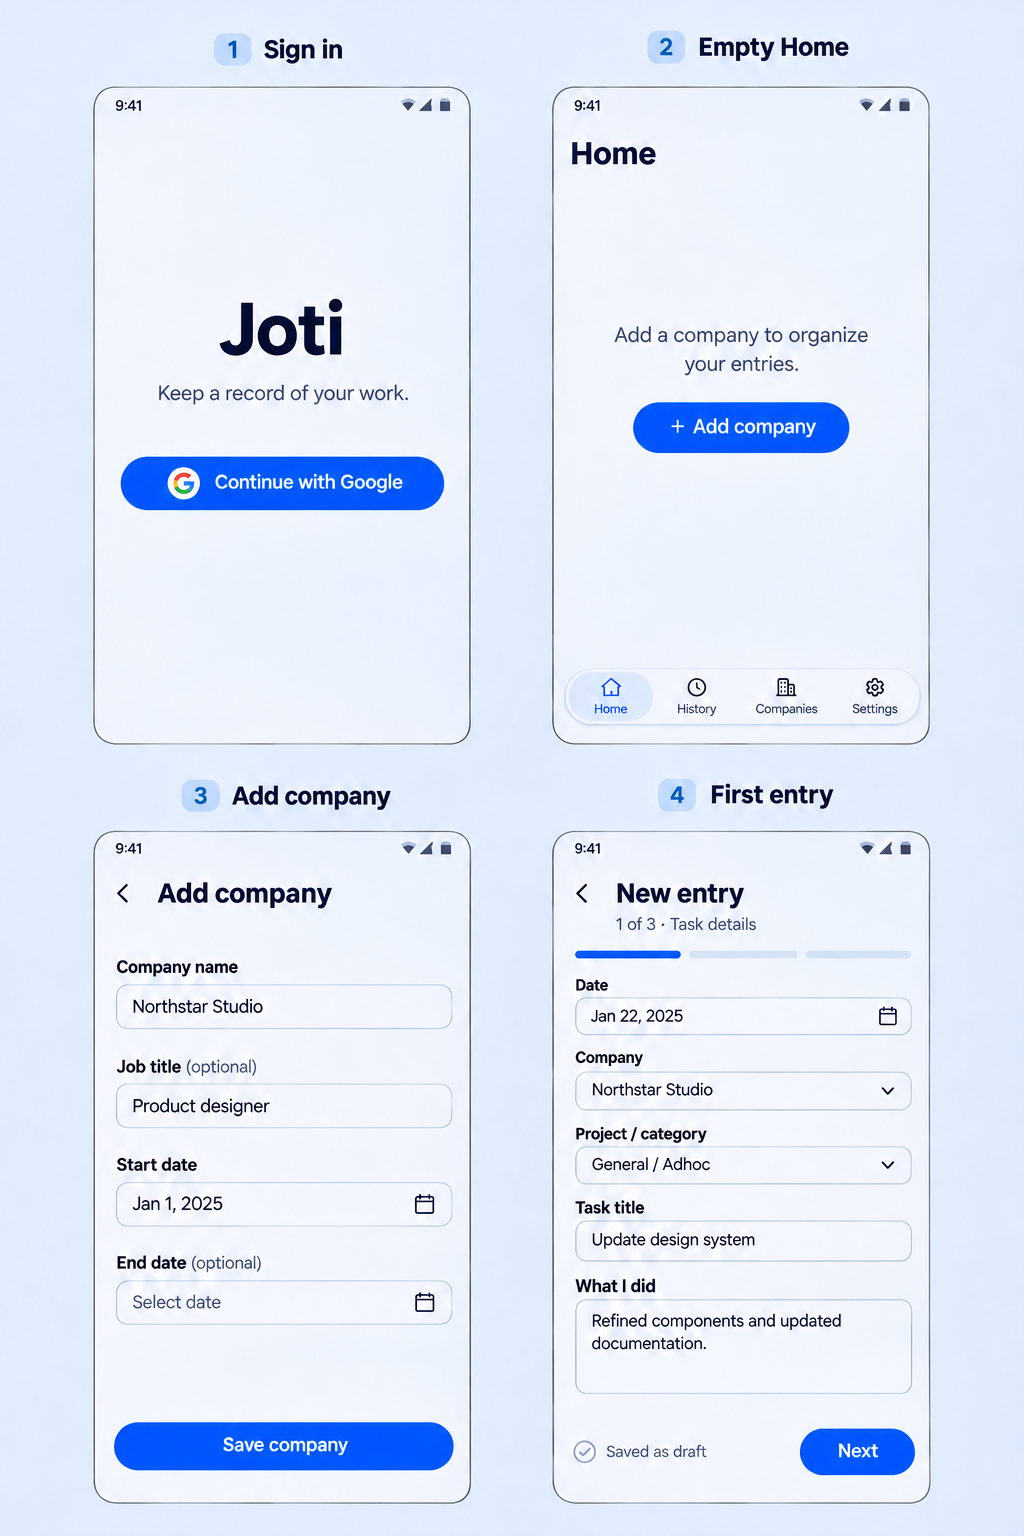 1 Sign in
9:41
Joti
Keep a record of your work.
Continue with Google
2 Empty Home
9:41
Home
Add a company to organize
your entries.
+ Add company
Home
History
Companies
Settings
3 Add company
9:41
Add company
Company name
Northstar Studio
Job title (optional)
Product designer
Start date
Jan 1, 2025
End date (optional)
Select date
Save company
4 First entry
9:41
New entry
1 of 3 · Task details
Date
Jan 22, 2025
Company
Northstar Studio
Project / category
General / Adhoc
Task title
Update design system
What I did
Refined components and updated
documentation.
Saved as draft
Next